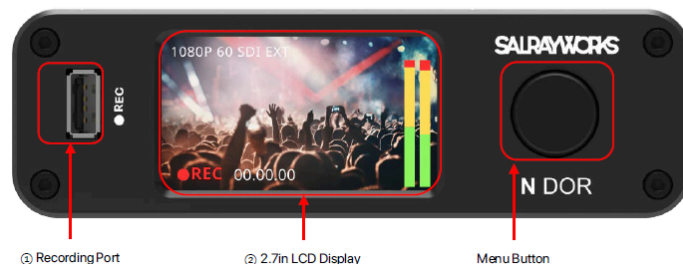 1080P 60 SDI EXT
REC
SALRAYWORKS
REC 00.00.00
N DOR
① Recording Port
② 2.7in LCD Display
Menu Button